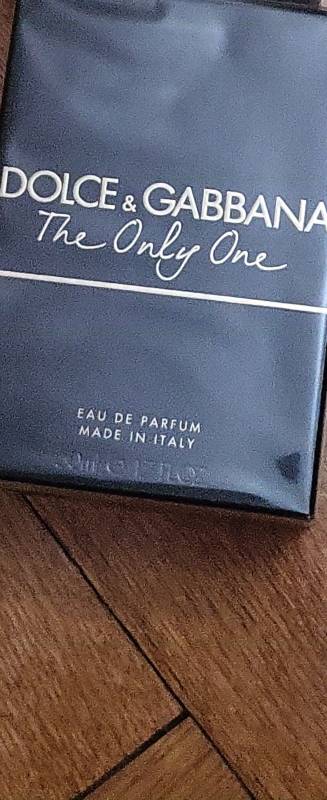 DOLCE & GABBANA
The Only One
EAU DE PARFUM
MADE IN ITALY